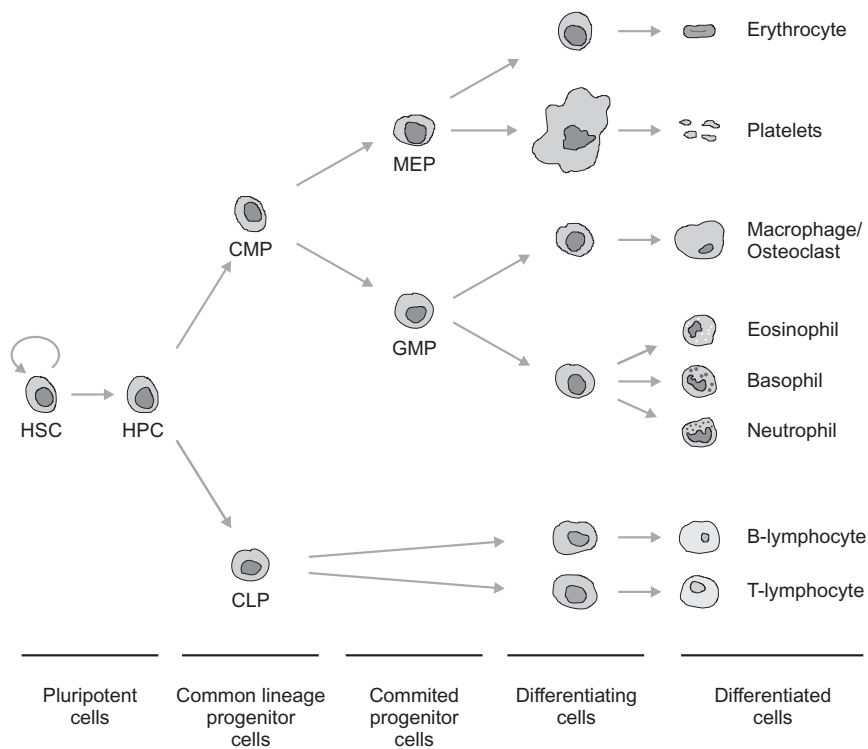 Erythrocyte
Platelets
MEP
Macrophage/
Osteoclast
CMP
GMP
Eosinophil
Basophil
Neutrophil
HSC
HPC
B-lymphocyte
T-lymphocyte
CLP
Pluripotent
cells
Common lineage
progenitor
cells
Commited
progenitor
cells
Differentiating
cells
Differentiated
cells